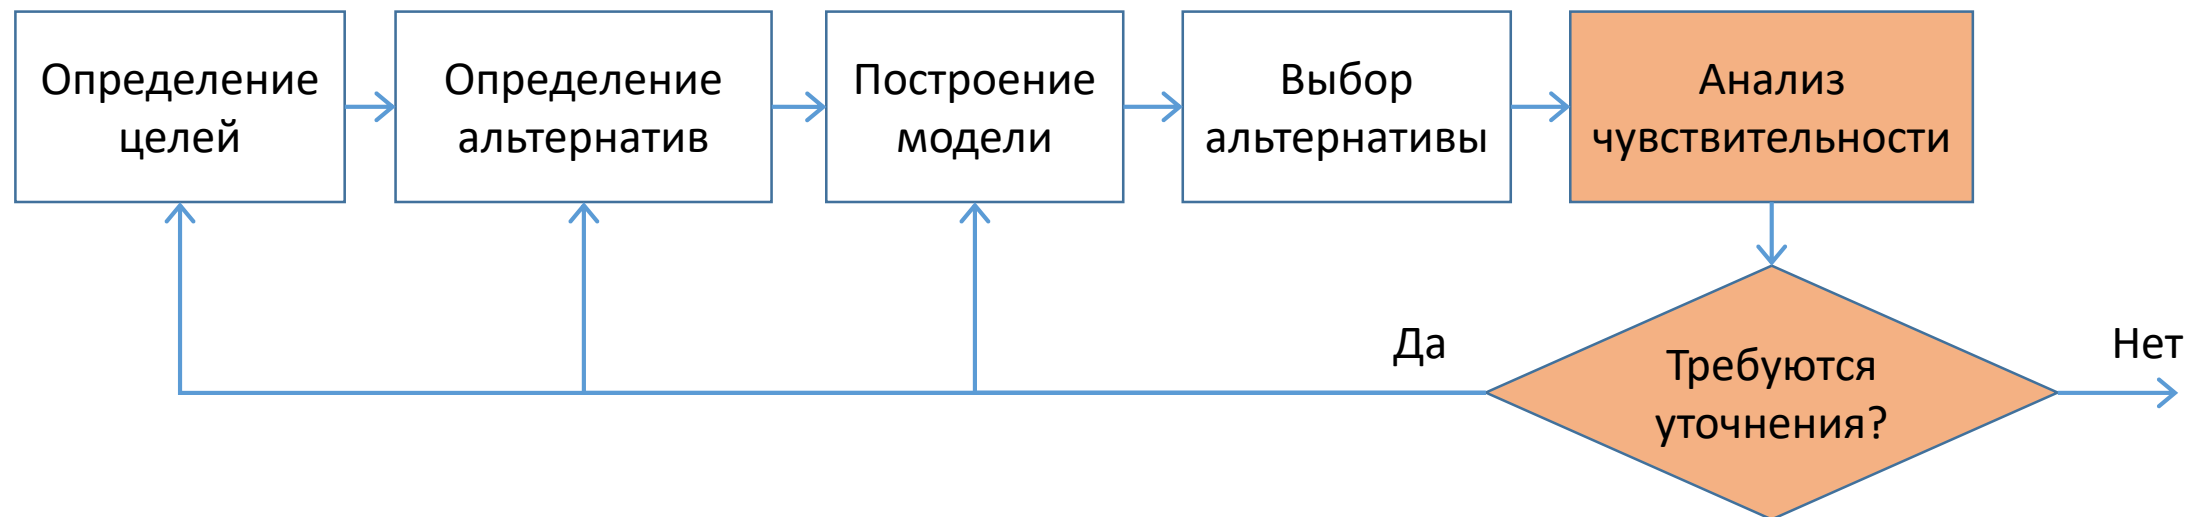 Определение
целей
Определение
альтернатив
Построение
модели
Выбор
альтернативы
Анализ
чувствительности
Да
Требуются
уточнения?
Нет